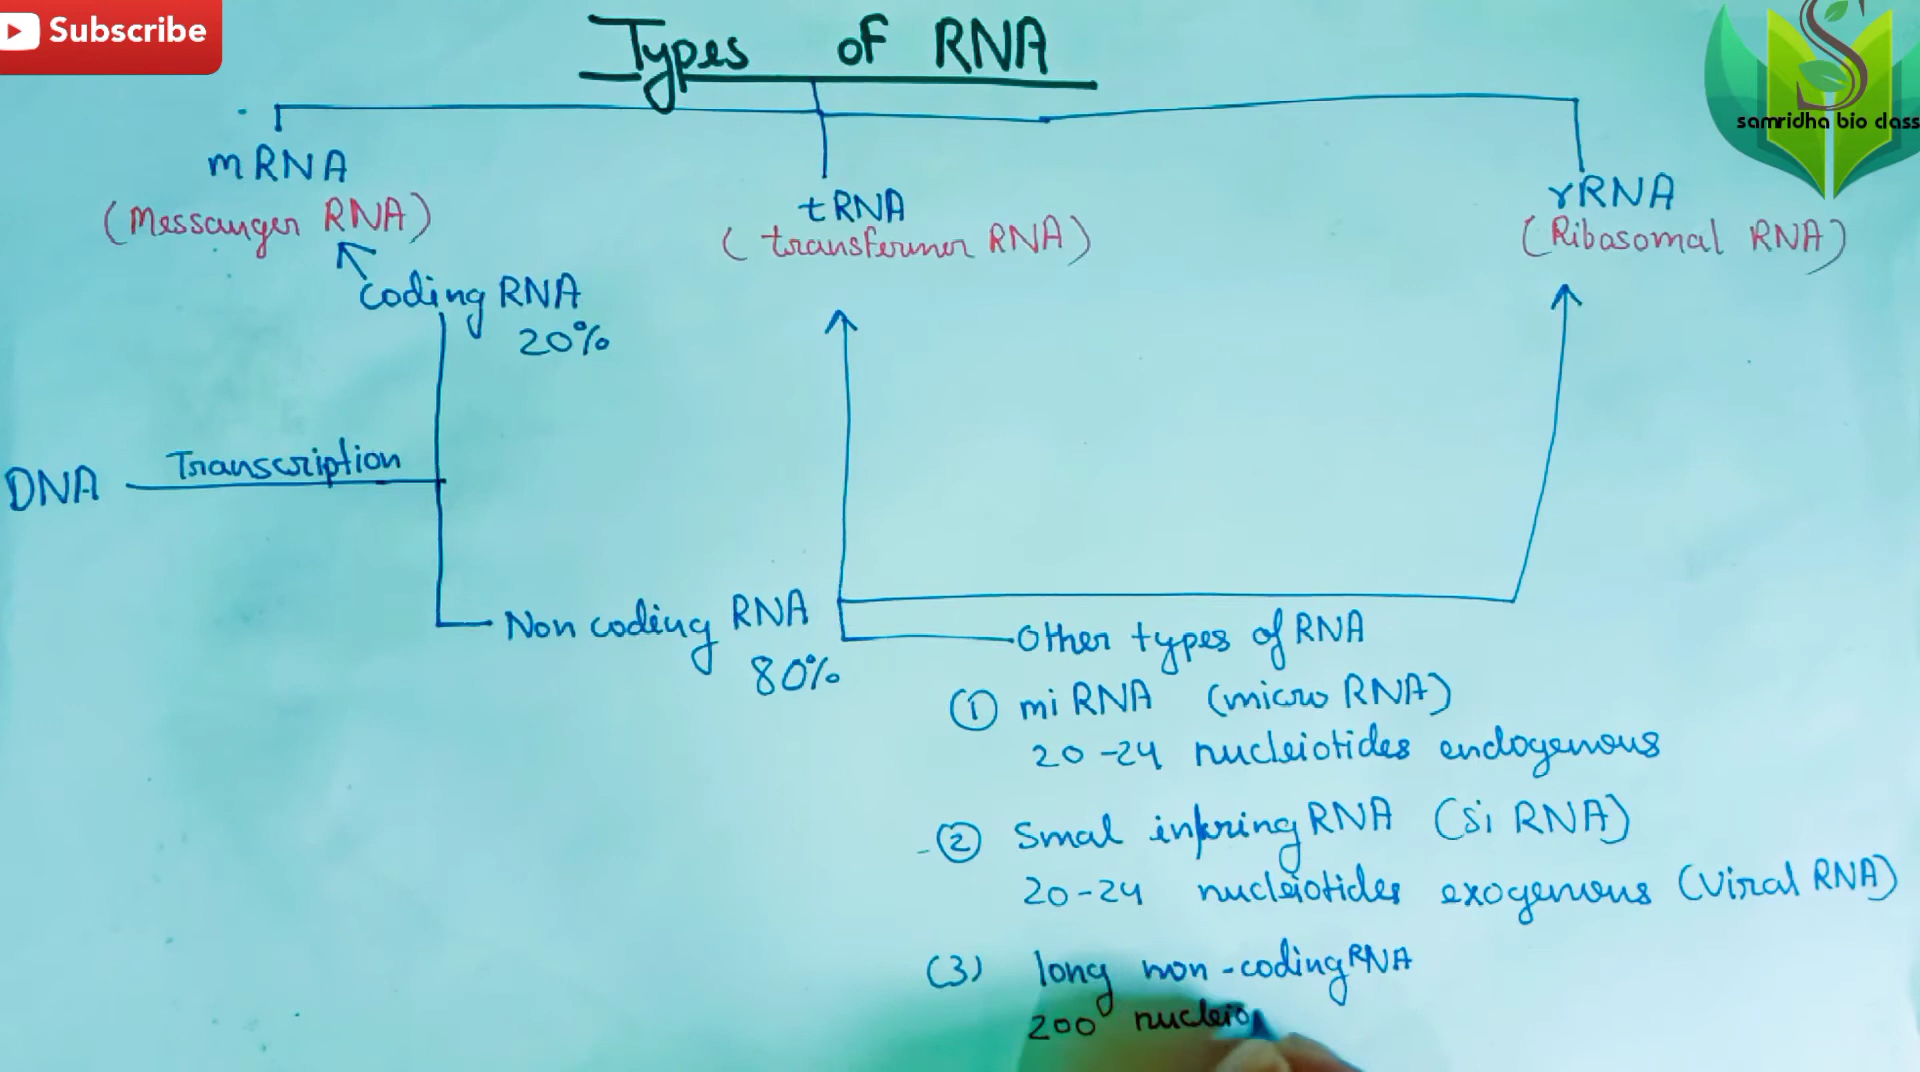 Subscribe
Types of RNA
samridha bio class
mRNA
(Messanger RNA)
tRNA
(transferner RNA)
rRNA
(Ribosomal RNA)
Coding RNA
20%
DNA
Transcription
Non coding RNA
80%
Other types of RNA
① mi RNA (micro RNA)
20-24 nucleiotides endogenous
② Smal RNA (Si RNA)
20-24 nucleiotides exogenous (Viral RNA)
(3) long non-coding RNA
200 nucleio